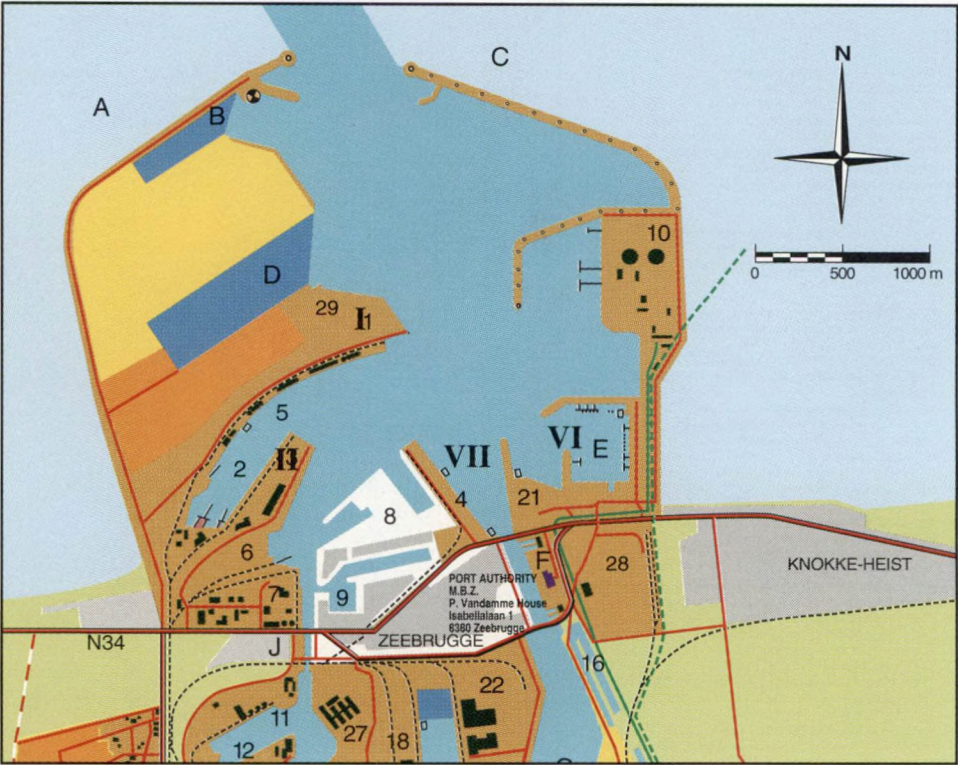 A
B
C
N
0 500 1000 m
10
D
29
I
1
5
2
II
VI
E
VII
4
21
8
6
7
9
F
28
PORT AUTHORITY
M.B.Z.
P. Vandamme House
Isabellalaan 1
8380 Zeebrugge
KNOKKE-HEIST
N34
J
ZEEBRUGGE
16
11
12
27
18
22